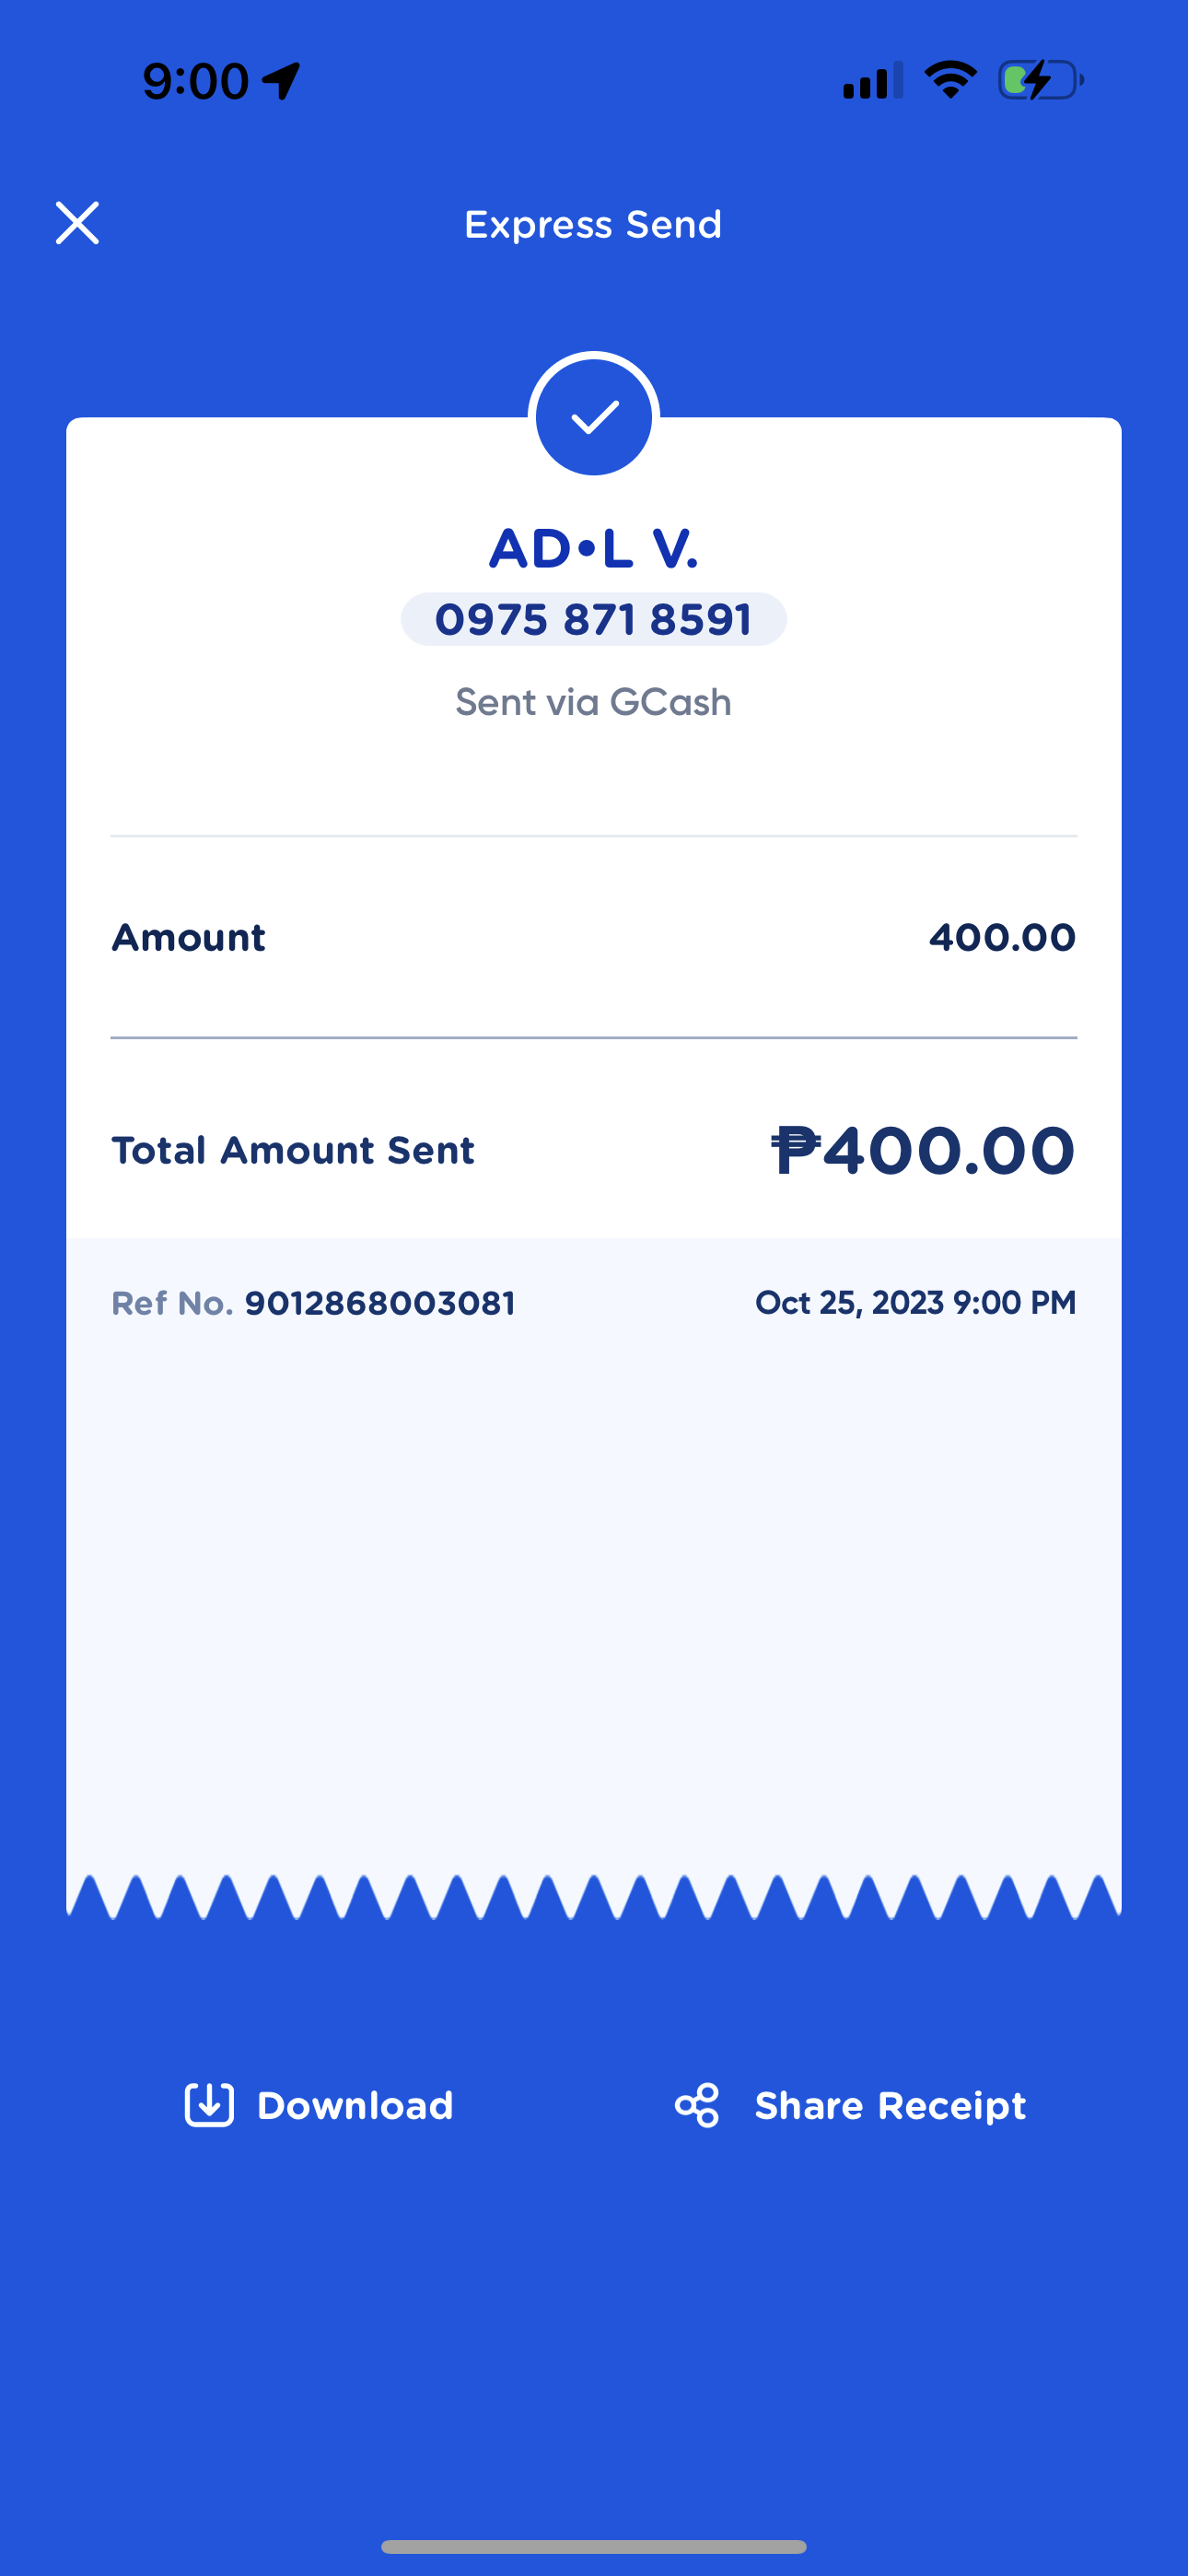 9:00
Express Send
AD•L V.
0975 871 8591
Sent via GCash
Amount 400.00
Total Amount Sent ₱400.00
Ref No. 9012868003081 Oct 25, 2023 9:00 PM
Download Share Receipt